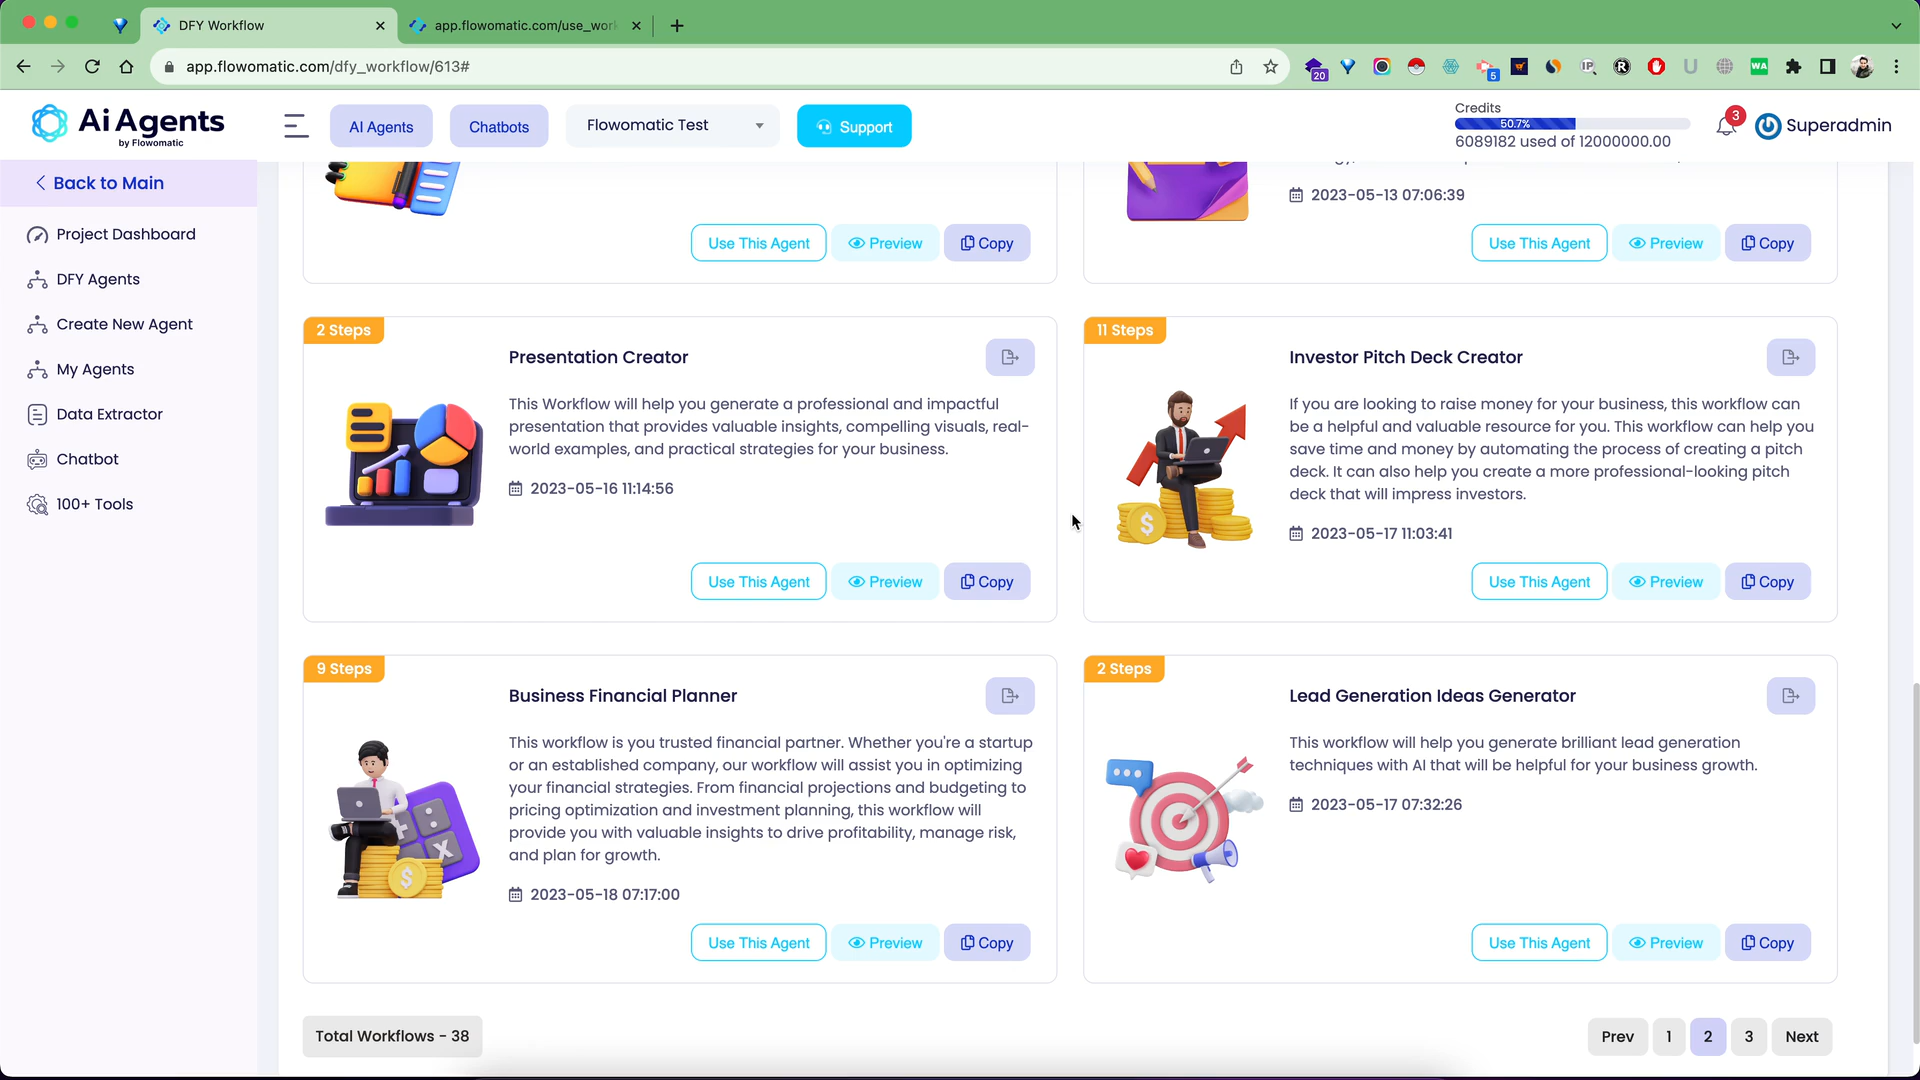 DFY Workflow
app.flowomatic.com/use_wor
app.flowomatic.com/dfy_workflow/613#
20
5
IP
R
U
WA
Ai Agents
by Flowomatic
AI Agents
Chatbots
Flowomatic Test
Support
Credits
50.7%
6089182 used of 12000000.00
3
Superadmin
Back to Main
Project Dashboard
DFY Agents
Create New Agent
My Agents
Data Extractor
Chatbot
100+ Tools
Use This Agent
Preview
Copy
2023-05-13 07:06:39
Use This Agent
Preview
Copy
2 Steps
Presentation Creator
This Workflow will help you generate a professional and impactful
presentation that provides valuable insights, compelling visuals, real-
world examples, and practical strategies for your business.
2023-05-16 11:14:56
Use This Agent
Preview
Copy
11 Steps
Investor Pitch Deck Creator
If you are looking to raise money for your business, this workflow can
be a helpful and valuable resource for you. This workflow can help you
save time and money by automating the process of creating a pitch
deck. It can also help you create a more professional-looking pitch
deck that will impress investors.
2023-05-17 11:03:41
Use This Agent
Preview
Copy
9 Steps
Business Financial Planner
This workflow is you trusted financial partner. Whether you're a startup
or an established company, our workflow will assist you in optimizing
your financial strategies. From financial projections and budgeting to
pricing optimization and investment planning, this workflow will
provide you with valuable insights to drive profitability, manage risk,
and plan for growth.
2023-05-18 07:17:00
Use This Agent
Preview
Copy
2 Steps
Lead Generation Ideas Generator
This workflow will help you generate brilliant lead generation
techniques with AI that will be helpful for your business growth.
2023-05-17 07:32:26
Use This Agent
Preview
Copy
Total Workflows - 38
Prev
1
2
3
Next